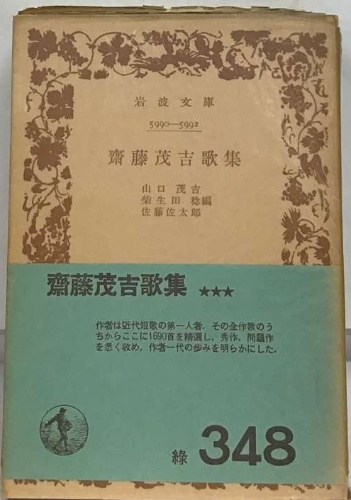 岩波文庫
5990—5992
齋藤茂吉歌集
山口茂吉
柴生田稔編
佐藤佐太郎
齋藤茂吉歌集 ★★★
作者は近代短歌の第一人者。その全作歌のう
ちからここに1690首を精選し、秀作、問題作
を悉く収め、作者一代の歩みを明らかにした。
緑 348